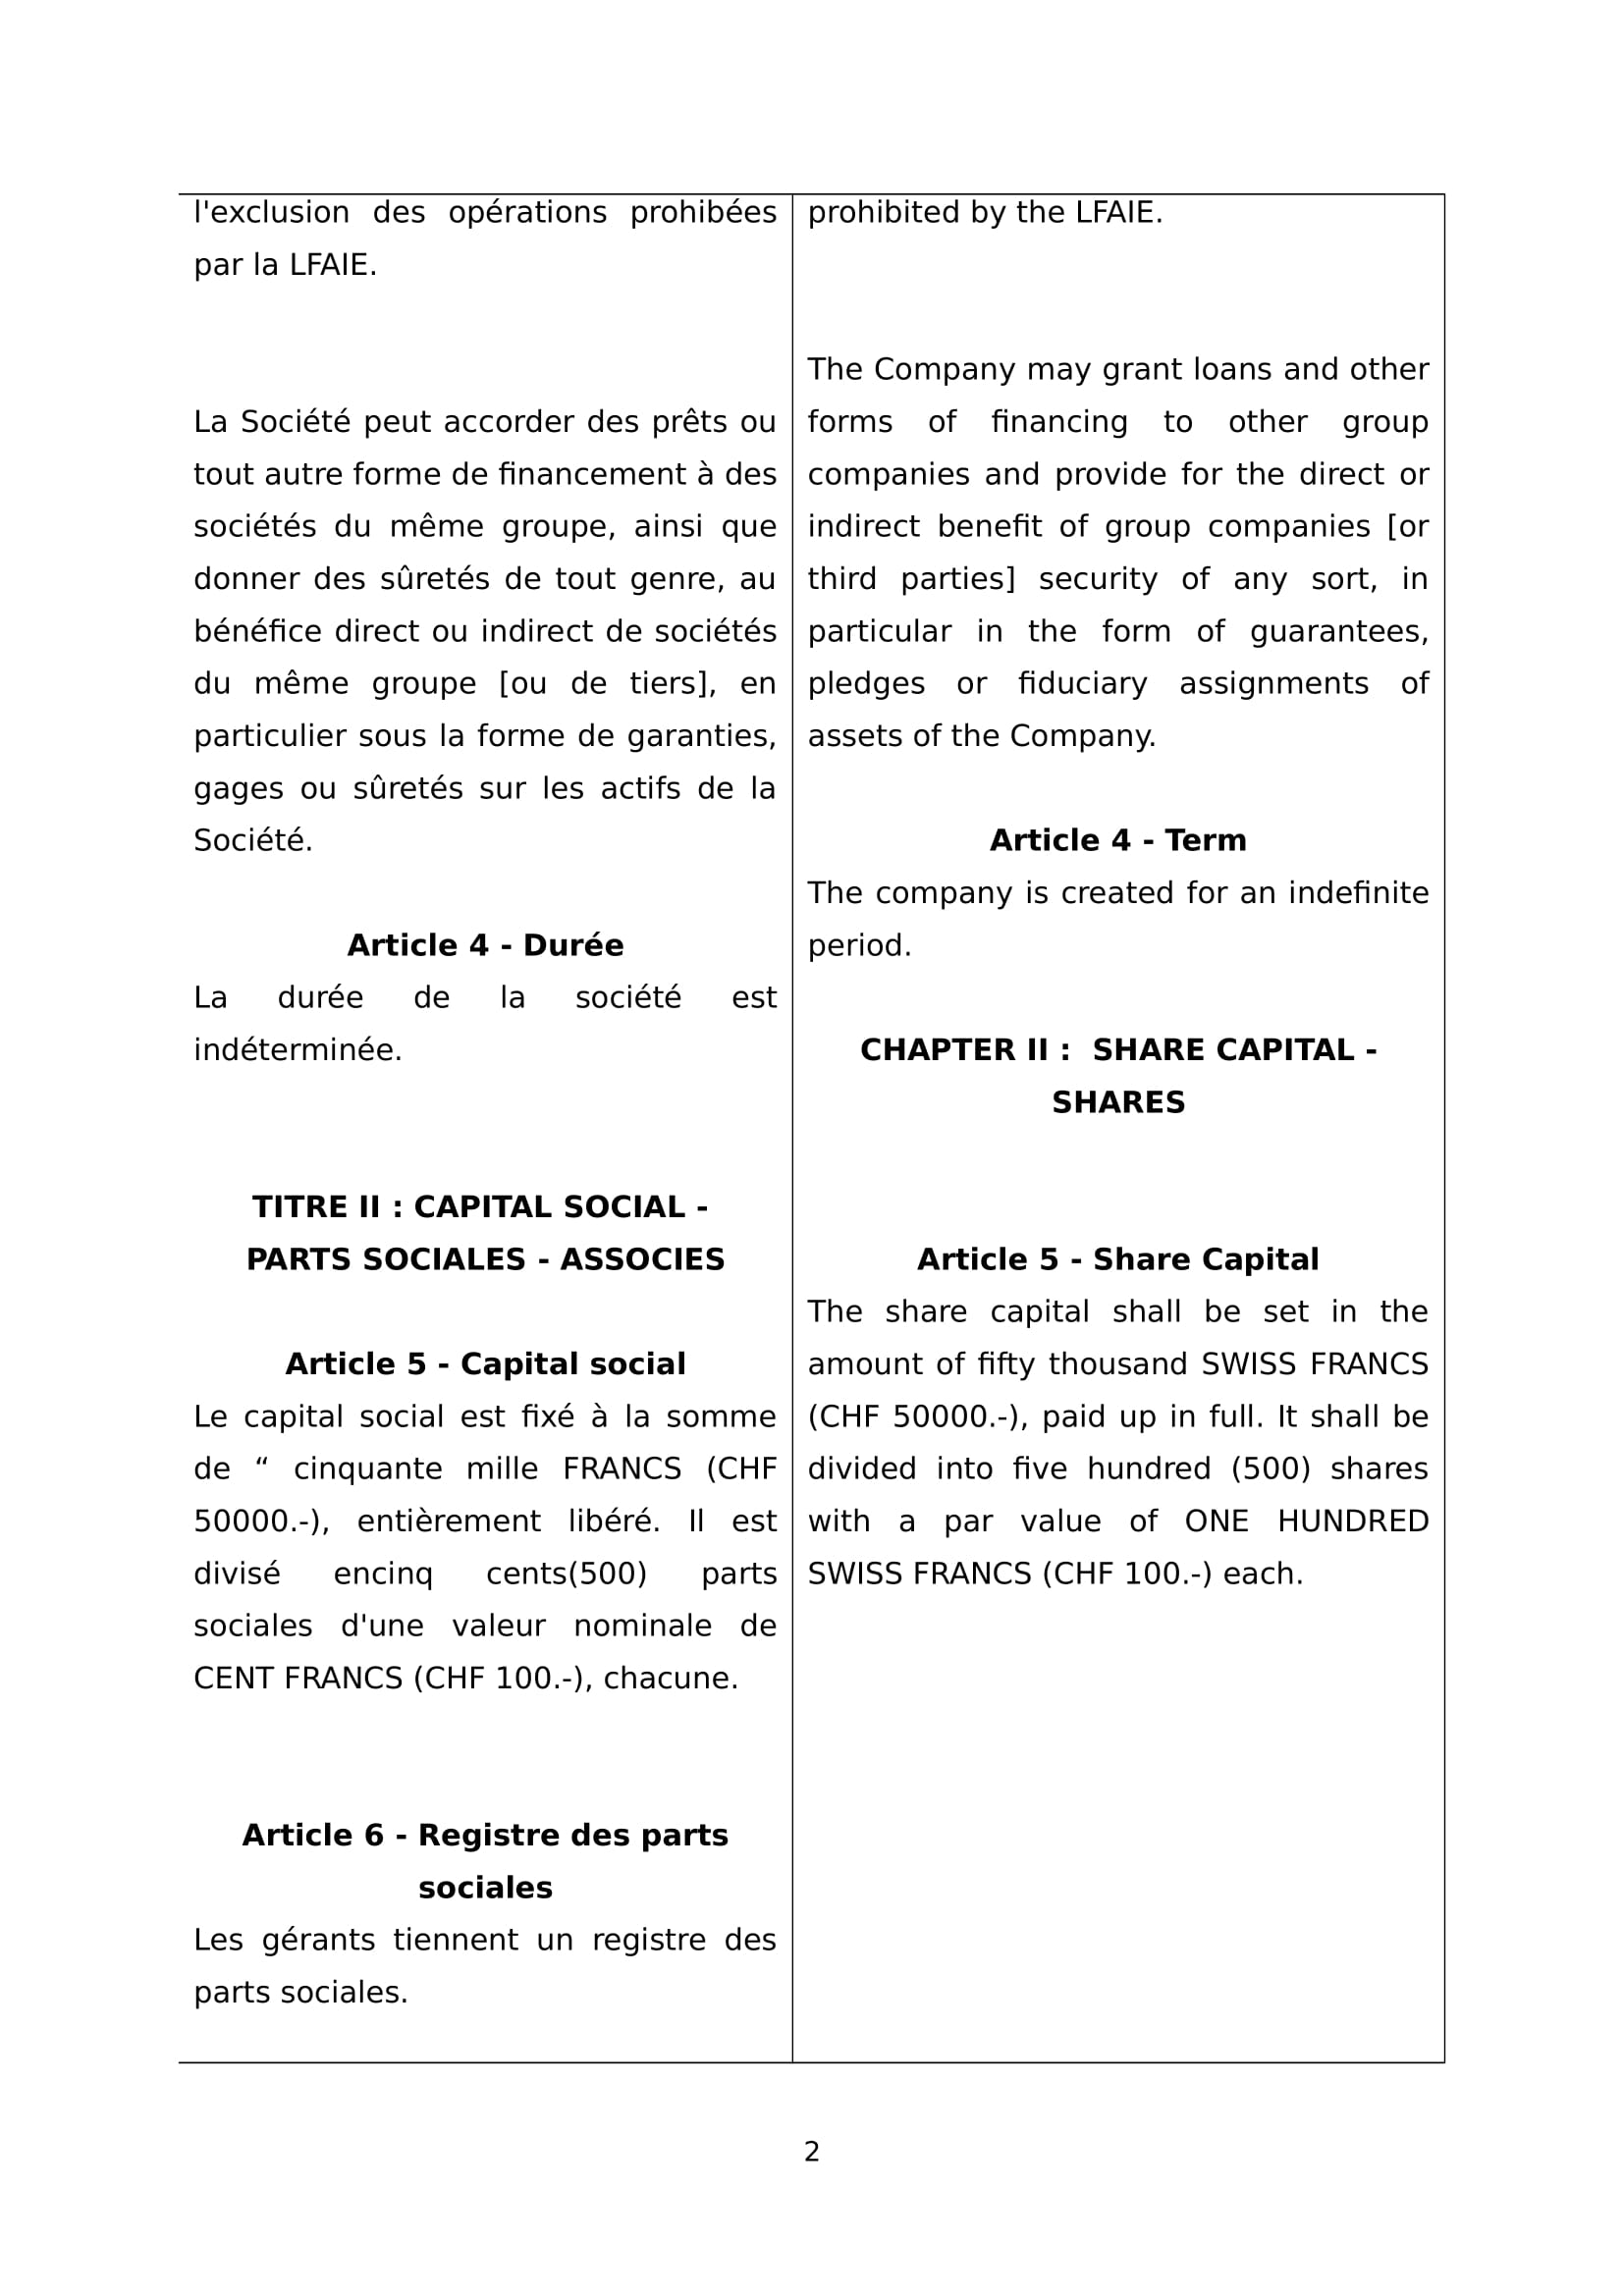 l'exclusion des opérations prohibées
par la LFAIE.
La Société peut accorder des prêts ou
tout autre forme de financement à des
sociétés du même groupe, ainsi que
donner des sûretés de tout genre, au
bénéfice direct ou indirect de sociétés
du même groupe [ou de tiers], en
particulier sous la forme de garanties,
gages ou sûretés sur les actifs de la
Société.
Article 4 - Durée
La durée de la société est
indéterminée.
TITRE II : CAPITAL SOCIAL -
PARTS SOCIALES - ASSOCIES
Article 5 - Capital social
Le capital social est fixé à la somme
de “ cinquante mille FRANCS (CHF
50000.-), entièrement libéré. Il est
divisé encinq cents(500) parts
sociales d'une valeur nominale de
CENT FRANCS (CHF 100.-), chacune.
Article 6 - Registre des parts
sociales
Les gérants tiennent un registre des
parts sociales.
prohibited by the LFAIE.
The Company may grant loans and other
forms of financing to other group
companies and provide for the direct or
indirect benefit of group companies [or
third parties] security of any sort, in
particular in the form of guarantees,
pledges or fiduciary assignments of
assets of the Company.
Article 4 - Term
The company is created for an indefinite
period.
CHAPTER II : SHARE CAPITAL -
SHARES
Article 5 - Share Capital
The share capital shall be set in the
amount of fifty thousand SWISS FRANCS
(CHF 50000.-), paid up in full. It shall be
divided into five hundred (500) shares
with a par value of ONE HUNDRED
SWISS FRANCS (CHF 100.-) each.
2